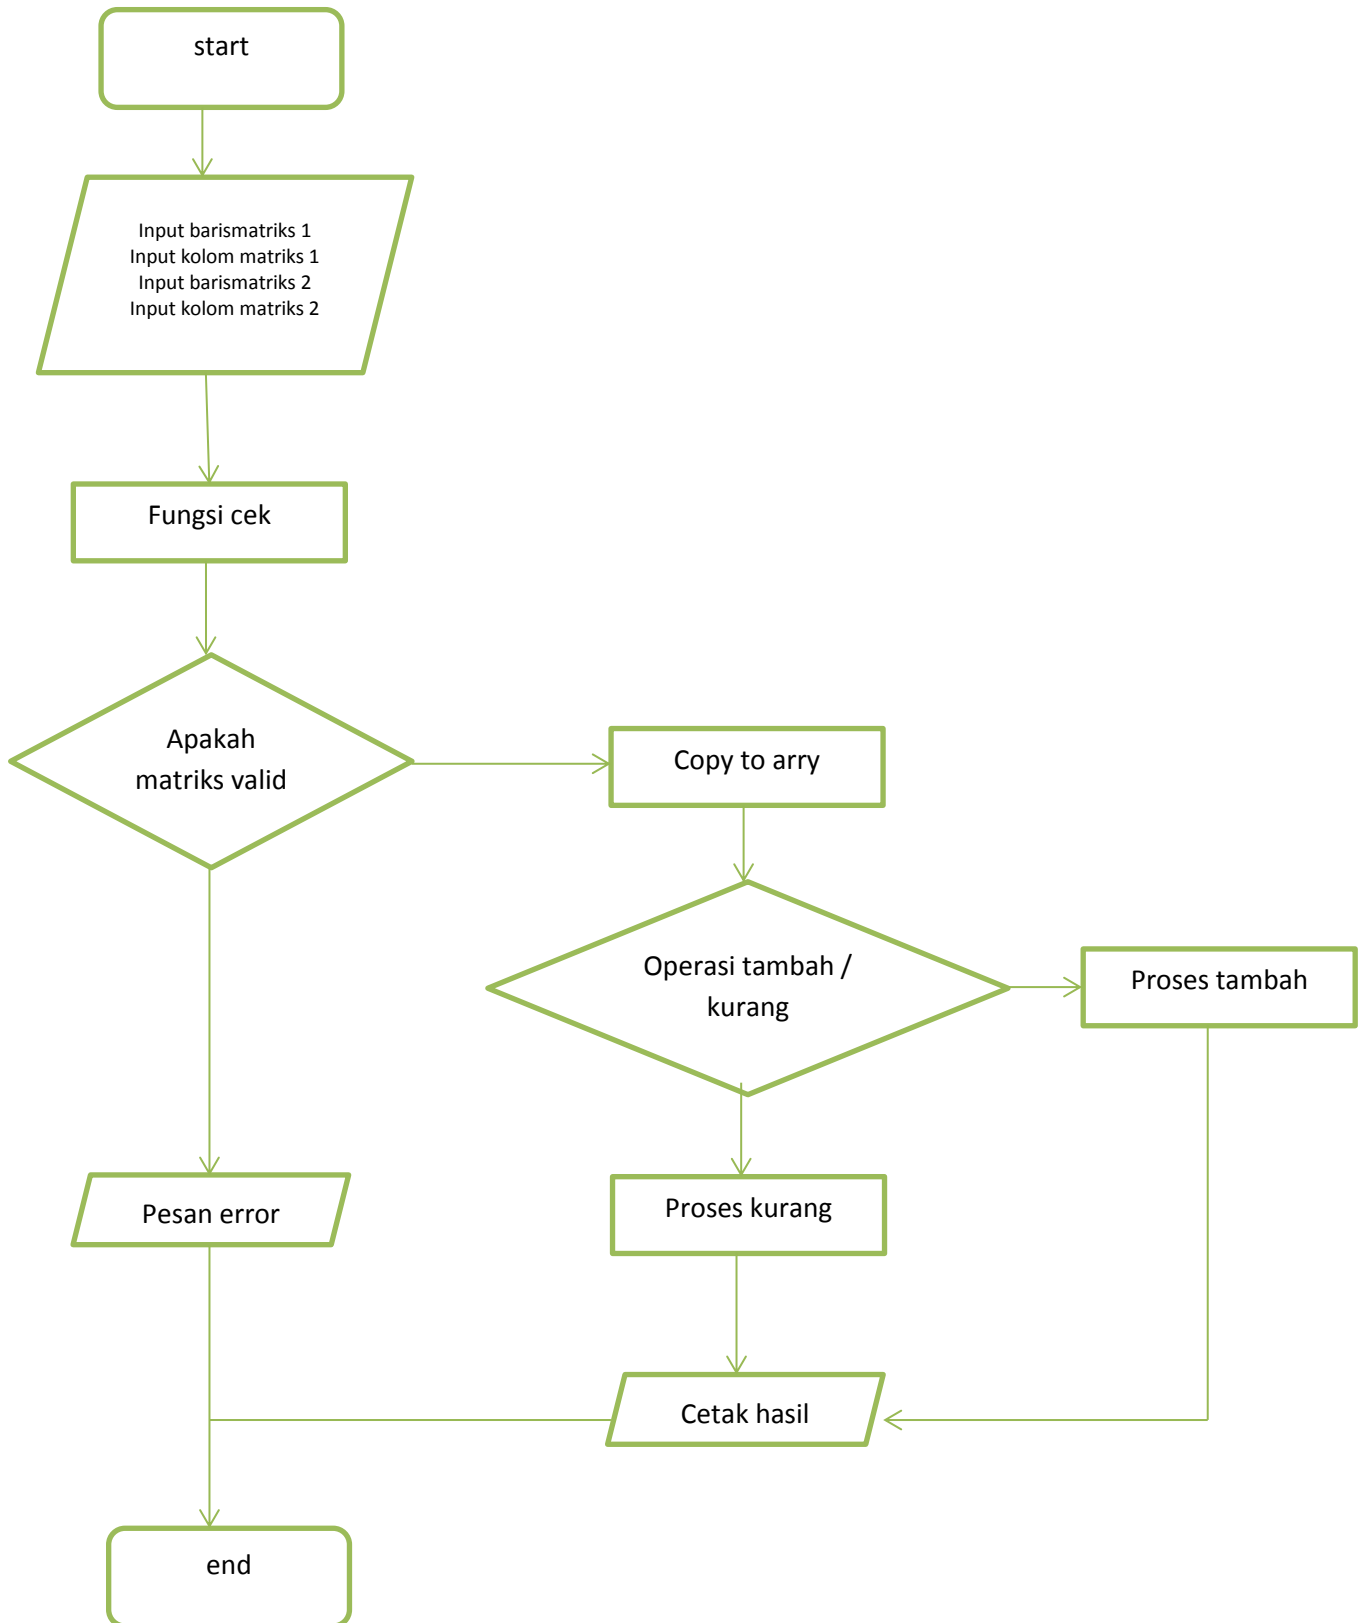 start
Input barismatriks 1
Input kolom matriks 1
Input barismatriks 2
Input kolom matriks 2
Fungsi cek
Apakah
matriks valid
Copy to arry
Operasi tambah /
kurang
Proses tambah
Pesan error
Proses kurang
Cetak hasil
end